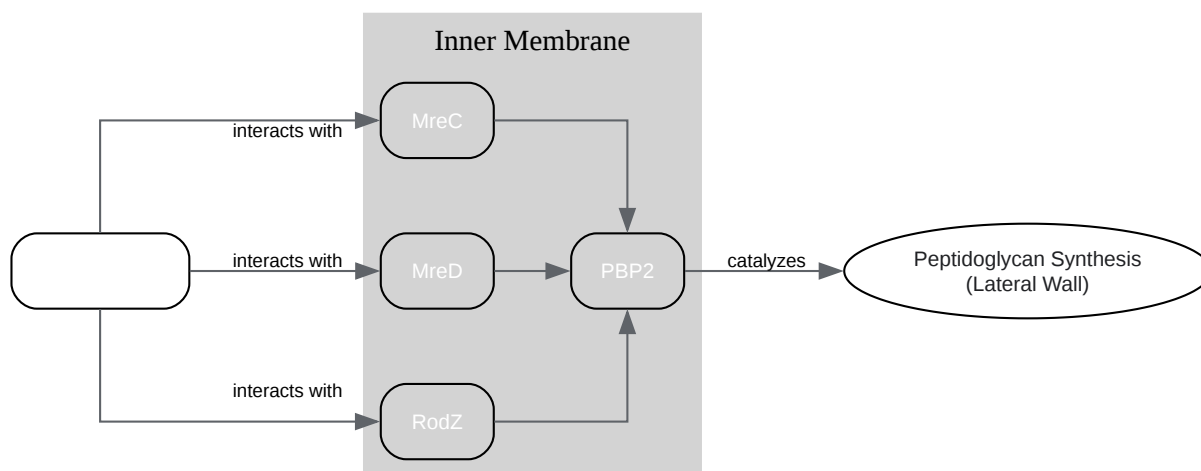 Inner Membrane
MreC
interacts with
interacts with
MreD
PBP2
catalyzes
Peptidoglycan Synthesis
(Lateral Wall)
interacts with
RodZ